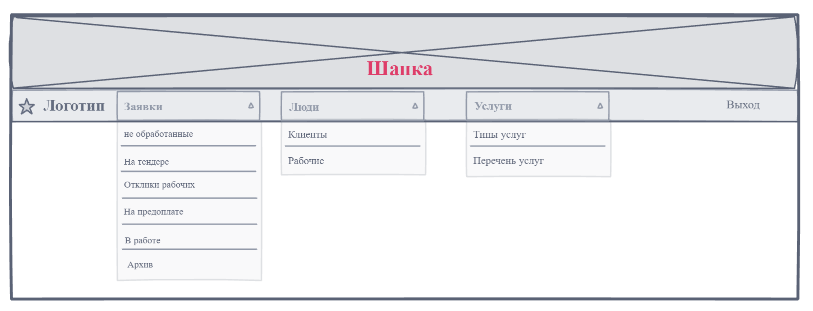 Шапка
Логотип
Заявки
Люди
Услуги
Выход
не обработанные
На тендере
Отклики рабочих
На предоплате
В работе
Архив
Клиенты
Рабочие
Типы услуг
Перечень услуг